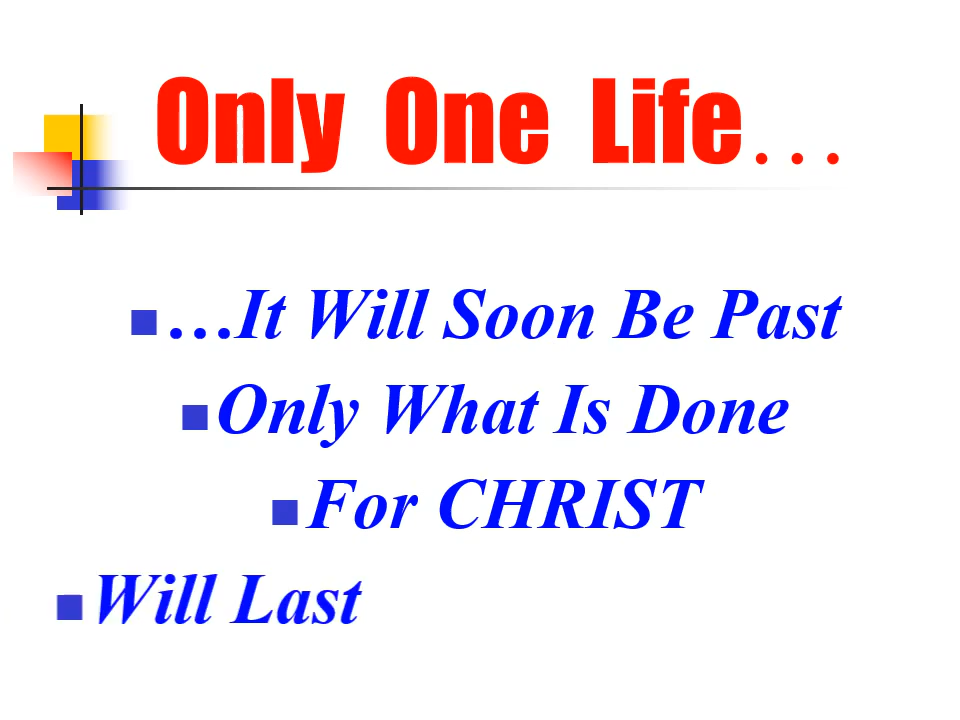 Only One Life…
…It Will Soon Be Past
Only What Is Done
For CHRIST
Will Last